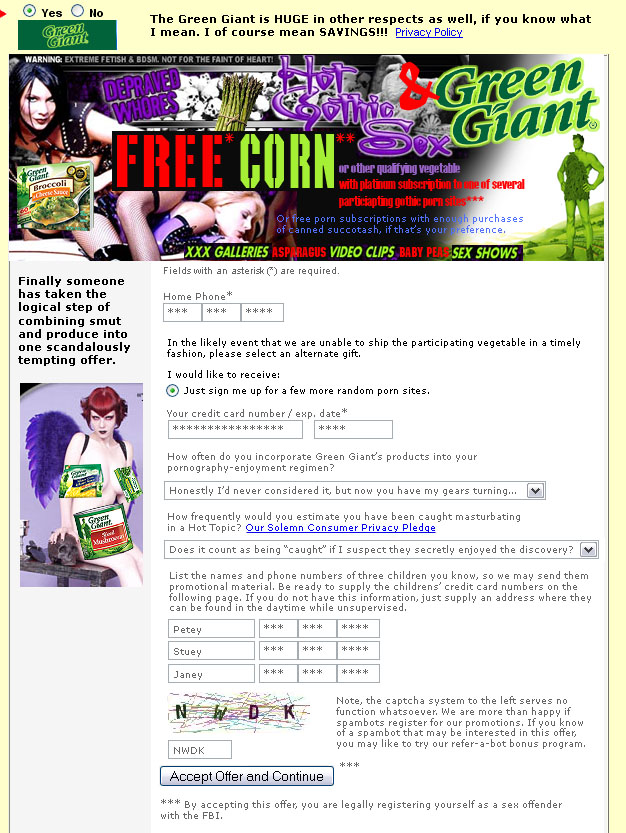 Yes No
Green Giant
The Green Giant is HUGE in other respects as well, if you know what
I mean. I of course mean SAVINGS!!! Privacy Policy
WARNING: EXTREME FETISH & BDSM. NOT FOR THE FAINT OF HEART!
DEPRAVED
WHORES
Hot
Gothic
Sex
& Green
Giant
FREE* CORN**
or other qualifying vegetable
with platinum subscription to one of several
particiapting gothic porn sites***
Or free porn subscriptions with enough purchases
of canned succotash, if that's your preference.
Green Giant
Broccoli
& Cheese Sauce
XXX GALLERIES ASPARAGUS VIDEO CLIPS BABY PEAS SEX SHOWS
Finally someone
has taken the
logical step of
combining smut
and produce into
one scandalously
tempting offer.
Green Giant
Mushrooms
Fields with an asterisk (*) are required.
Home Phone*
*** *** ****
In the likely event that we are unable to ship the participating vegetable in a timely
fashion, please select an alternate gift.
I would like to receive:
Just sign me up for a few more random porn sites.
Your credit card number / exp. date*
**************** ****
How often do you incorporate Green Giant's products into your
pornography-enjoyment regimen?
Honestly I'd never considered it, but now you have my gears turning...
How frequently would you estimate you have been caught masturbating
in a Hot Topic? Our Solemn Consumer Privacy Pledge
Does it count as being "caught" if I suspect they secretly enjoyed the discovery?
List the names and phone numbers of three children you know, so we may send them
promotional material. Be ready to supply the childrens' credit card numbers on the
following page. If you do not have this information, just supply an address where they
can be found in the daytime while unsupervised.
Petey *** *** ****
Stuey *** *** ****
Janey *** *** ****
N W D K
NWDK
Note, the captcha system to the left serves no
function whatsoever. We are more than happy if
spambots register for our promotions. If you know
of a spambot that may be interested in this offer,
you may like to try our refer-a-bot bonus program.
Accept Offer and Continue ***
*** By accepting this offer, you are legally registering yourself as a sex offender
with the FBI.